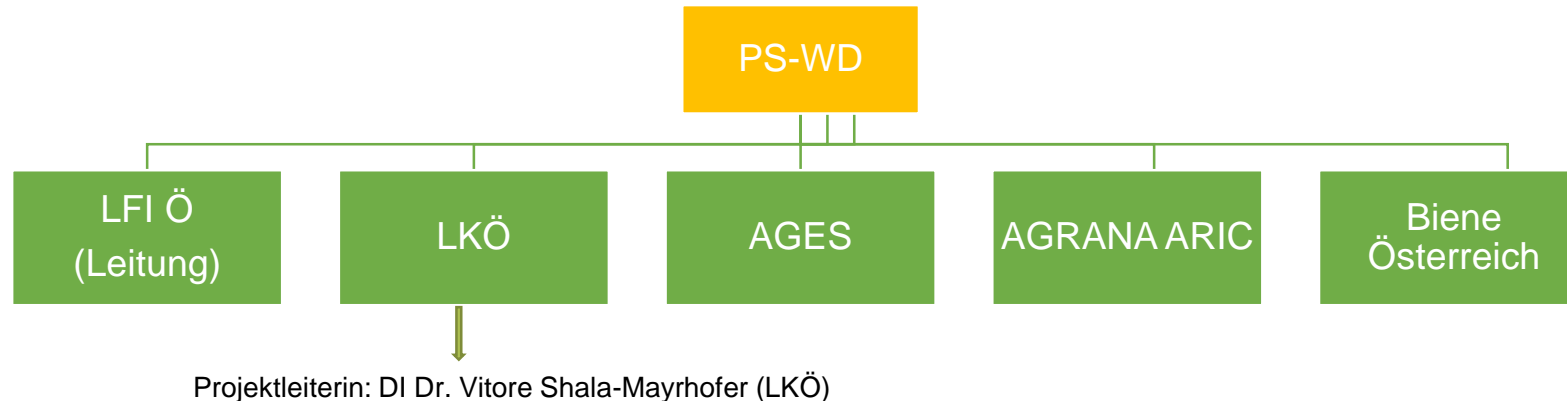 PS-WD
LFI Ö
(Leitung)
LKÖ
AGES
AGRANA ARIC
Biene
Österreich
Projektleiterin: DI Dr. Vitore Shala-Mayrhofer (LKÖ)